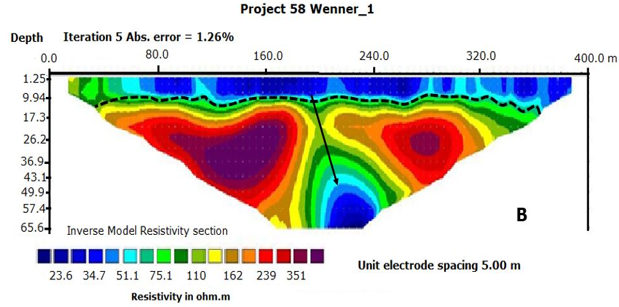 Project 58 Wenner_1
Depth Iteration 5 Abs. error = 1.26%
0.0 80.0 160.0 240.0 320.0 400.0 m
1.25
9.94
17.3
26.2
36.9
43.1
49.9
57.4
65.6
B
Inverse Model Resistivity section
23.6 34.7 51.1 75.1 110 162 239 351
Unit electrode spacing 5.00 m
Resistivity in ohm.m